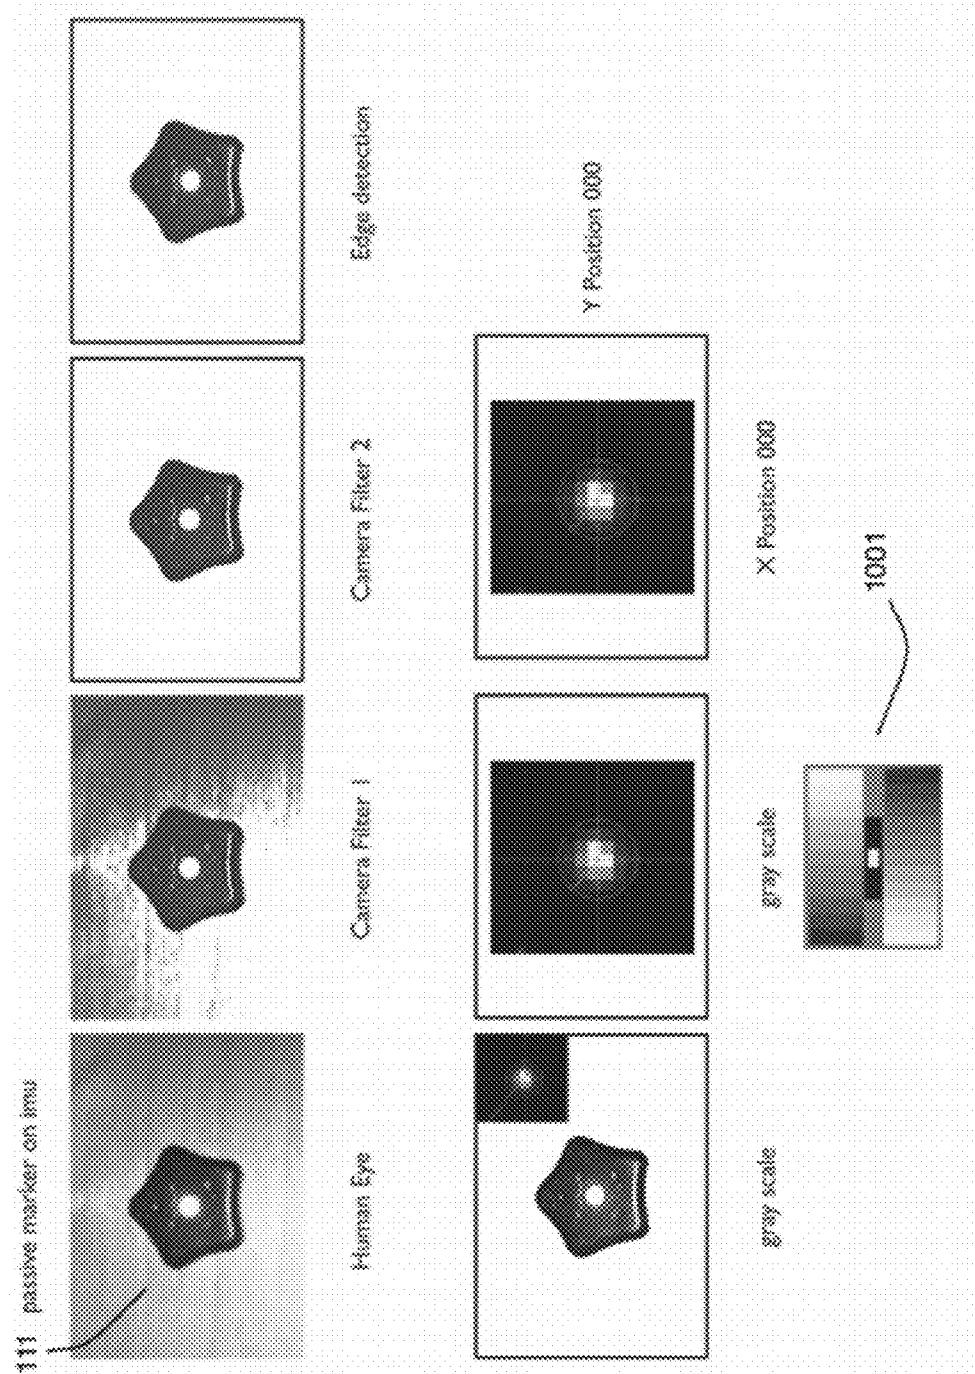 111 passive marker on imu
Human Eye
Camera Filter 1
Camera Filter 2
Edge detection
gray scale
gray scale
X Position 000
Y Position 000
1001